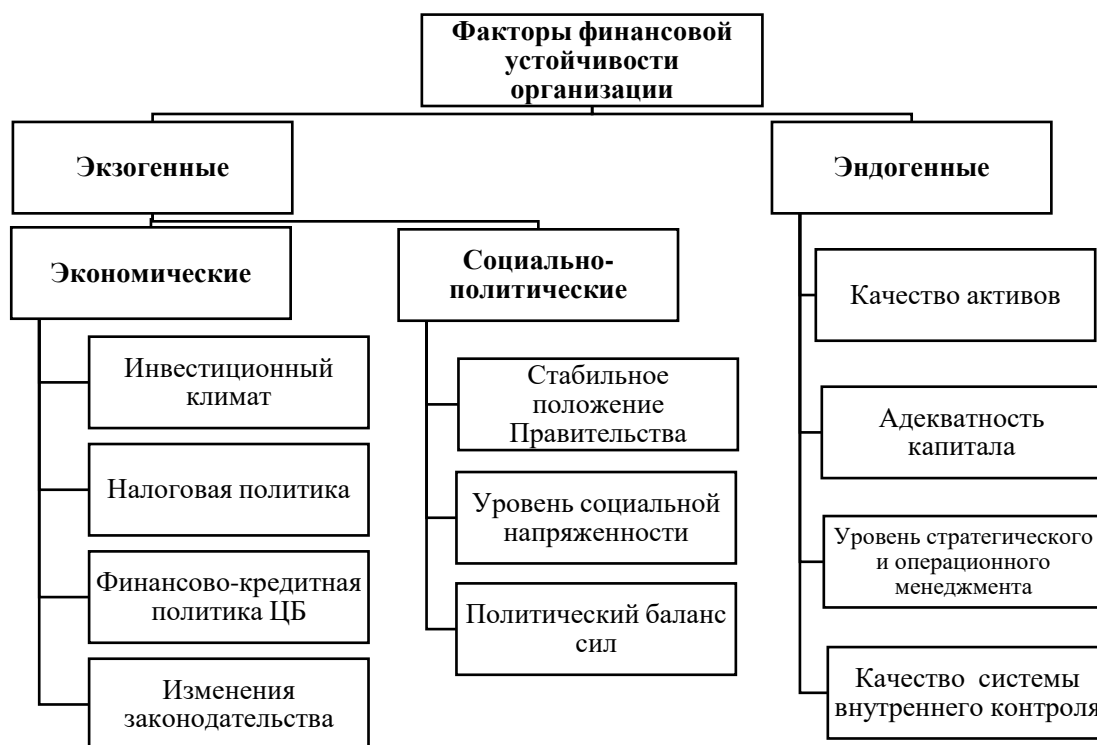 Факторы финансовой
устойчивости
организации
Экзогенные
Эндогенные
Экономические
Социально-
политические
Инвестиционный
климат
Налоговая политика
Финансово-кредитная
политика ЦБ
Изменения
законодательства
Стабильное
положение
Правительства
Уровень социальной
напряженности
Политический баланс
сил
Качество активов
Адекватность
капитала
Уровень стратегического
и операционного
менеджмента
Качество системы
внутреннего контроля